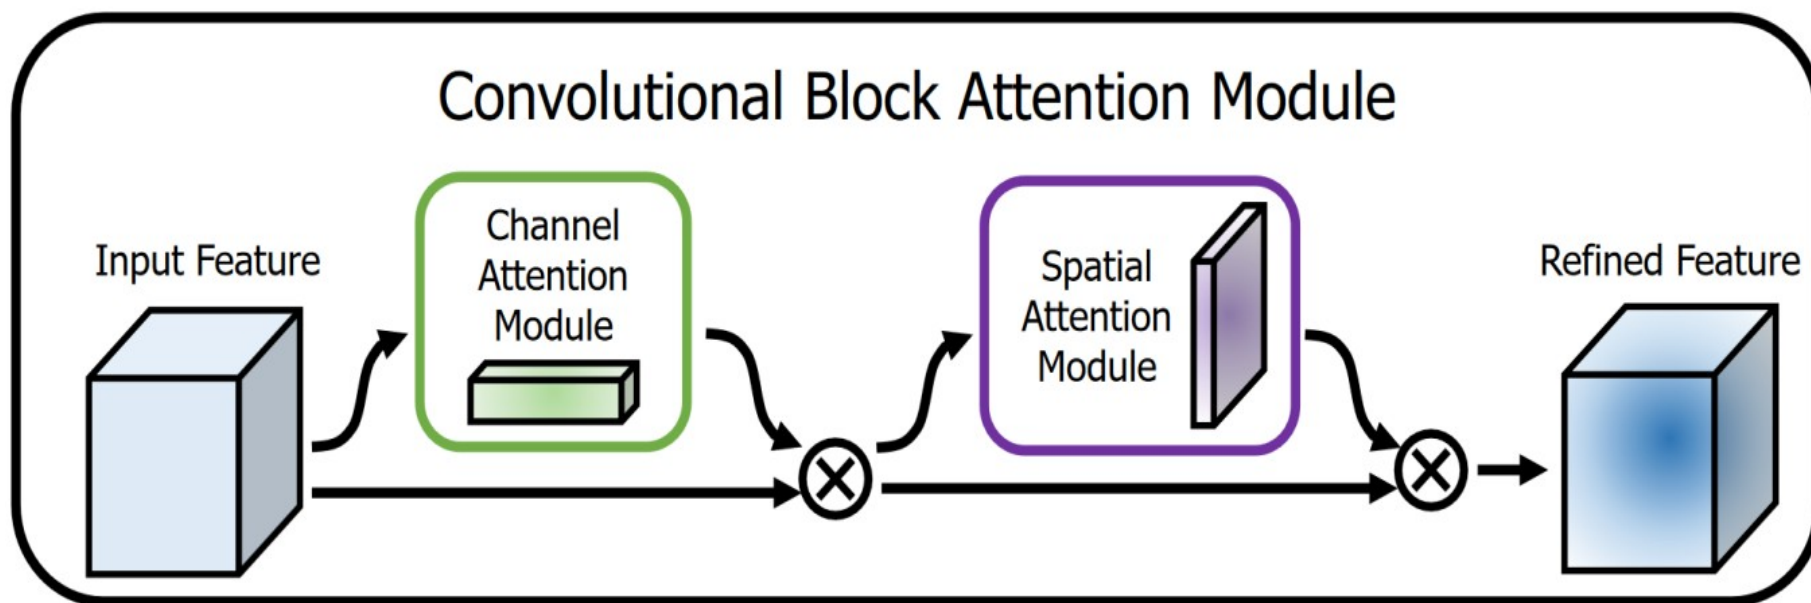 Convolutional Block Attention Module
Input Feature
Channel
Attention
Module
Spatial
Attention
Module
Refined Feature